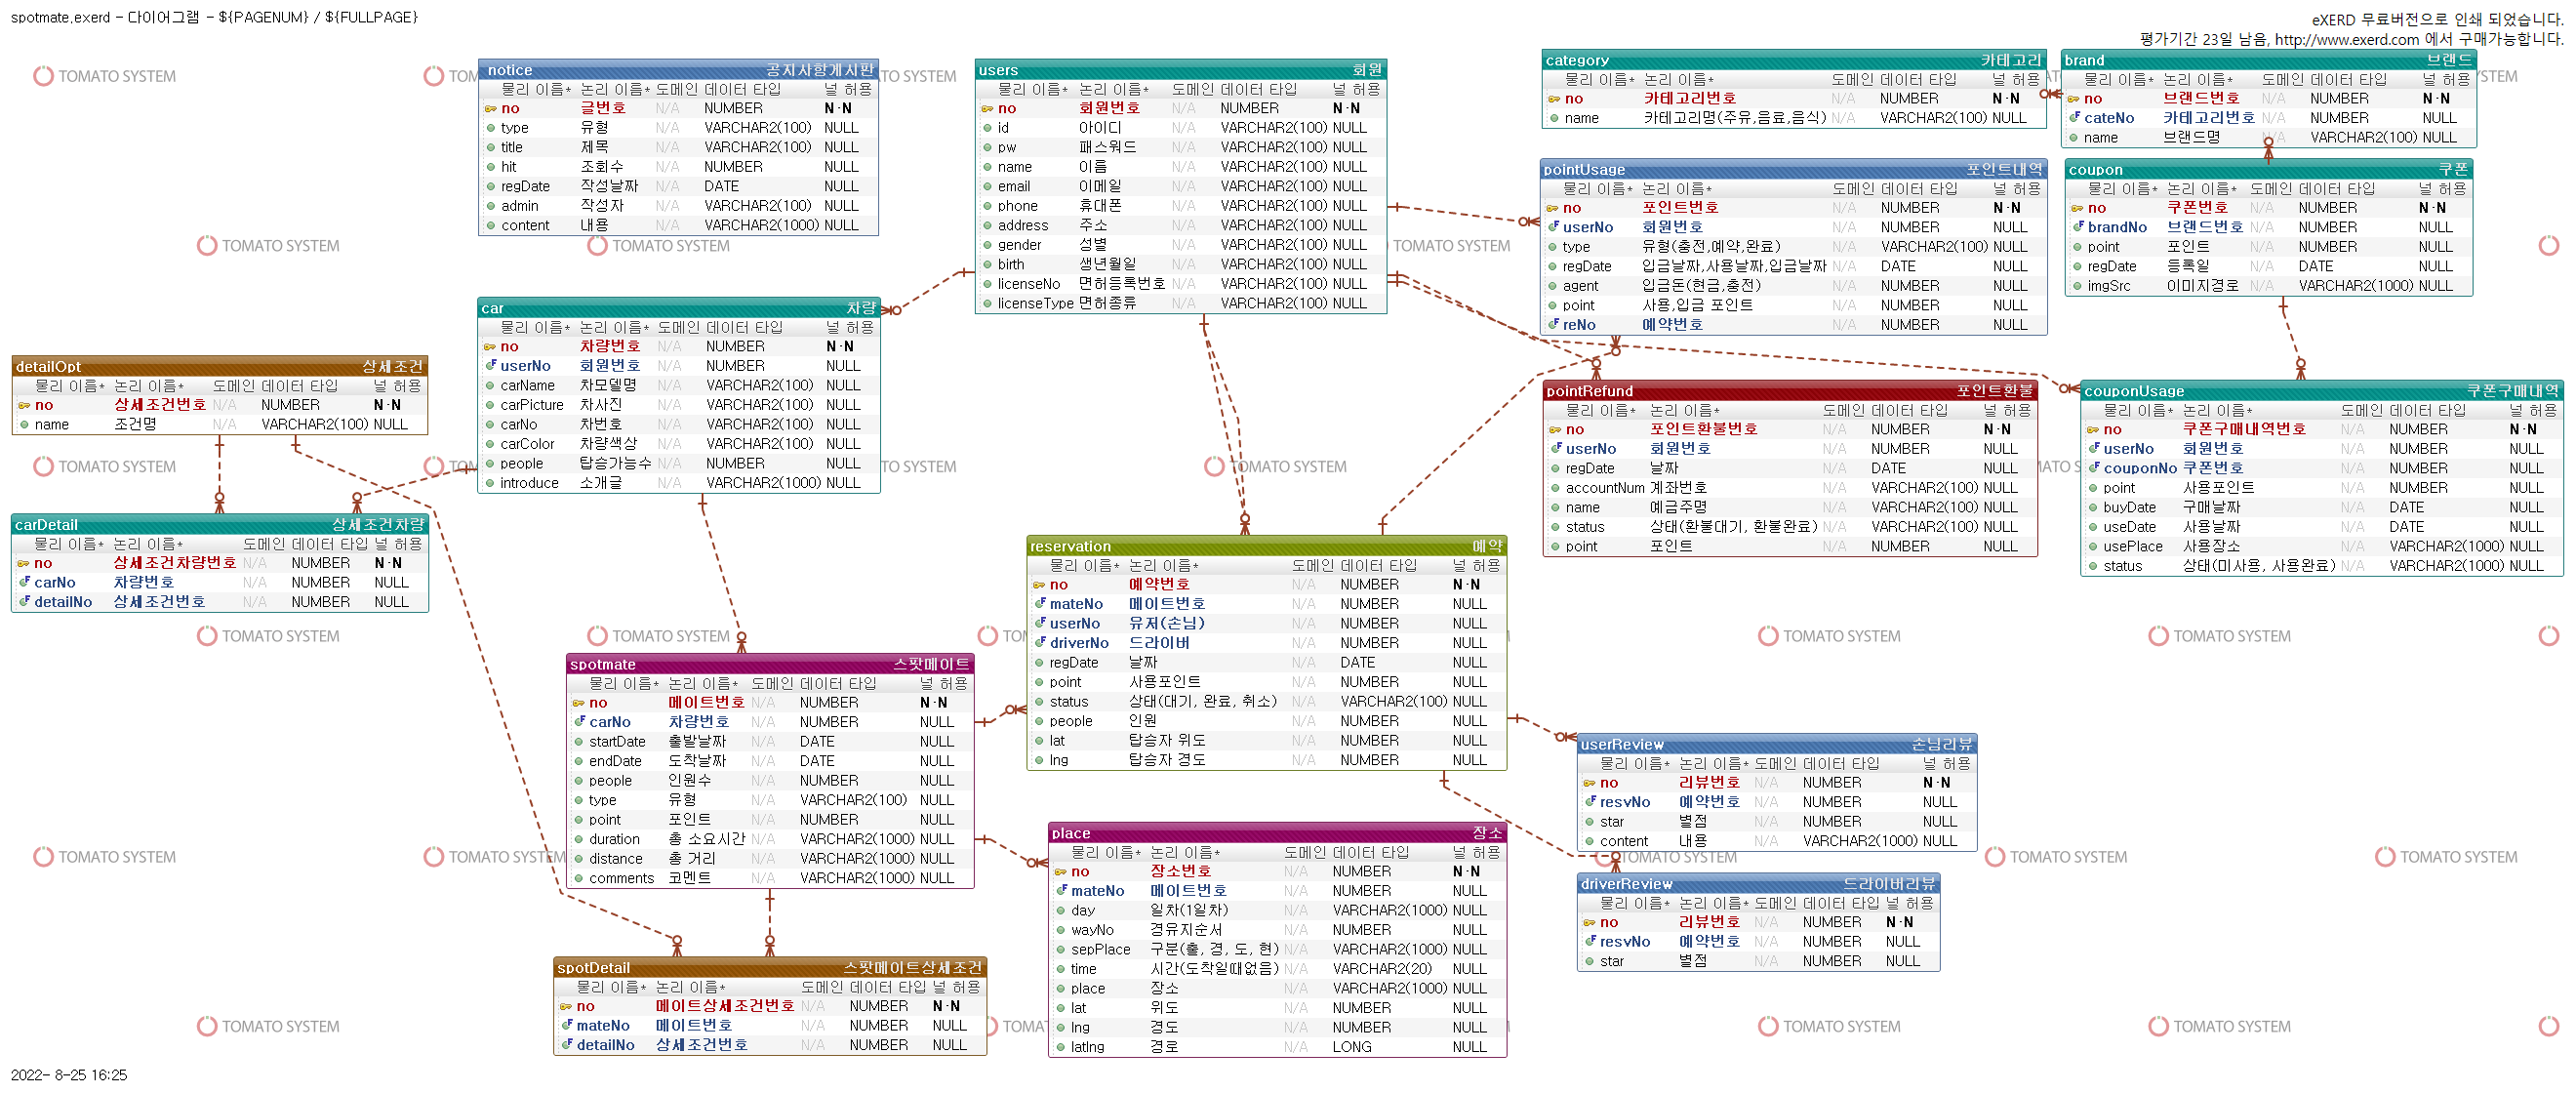 spotmate.exerd - 다이어그램 - ${PAGENUM} / ${FULLPAGE}
eXERD 무료버전으로 인쇄 되었습니다.
평가기간 23일 남음, http://www.exerd.com 에서 구매가능합니다.
notice 공지사항게시판
물리 이름* 논리 이름* 도메인 데이터 타입 널 허용
no 글번호 N/A NUMBER N-N
type 유형 N/A VARCHAR2(100) NULL
title 제목 N/A VARCHAR2(100) NULL
hit 조회수 N/A NUMBER NULL
regDate 작성날짜 N/A DATE NULL
admin 작성자 N/A VARCHAR2(100) NULL
content 내용 N/A VARCHAR2(1000) NULL
users 회원
물리 이름* 논리 이름* 도메인 데이터 타입 널 허용
no 회원번호 N/A NUMBER N-N
id 아이디 N/A VARCHAR2(100) NULL
pw 패스워드 N/A VARCHAR2(100) NULL
name 이름 N/A VARCHAR2(100) NULL
email 이메일 N/A VARCHAR2(100) NULL
phone 휴대폰 N/A VARCHAR2(100) NULL
address 주소 N/A VARCHAR2(100) NULL
gender 성별 N/A VARCHAR2(100) NULL
birth 생년월일 N/A VARCHAR2(100) NULL
licenseNo 면허등록번호 N/A VARCHAR2(100) NULL
licenseType 면허종류 N/A VARCHAR2(100) NULL
category 카테고리
물리 이름* 논리 이름* 도메인 데이터 타입 널 허용
no 카테고리번호 N/A NUMBER N-N
name 카테고리명(주유,음료,음식) N/A VARCHAR2(100) NULL
brand 브랜드
물리 이름* 논리 이름* 도메인 데이터 타입 널 허용
no 브랜드번호 N/A NUMBER N-N
cateNo 카테고리번호 N/A NUMBER NULL
name 브랜드명 N/A VARCHAR2(100) NULL
pointUsage 포인트내역
물리 이름* 논리 이름* 도메인 데이터 타입 널 허용
no 포인트번호 N/A NUMBER N-N
userNo 회원번호 N/A NUMBER NULL
type 유형(충전,예약,완료) N/A VARCHAR2(100) NULL
regDate 입금날짜,사용날짜,입금날짜 N/A DATE NULL
agent 입금돈(현금,충전) N/A NUMBER NULL
point 사용,입금 포인트 N/A NUMBER NULL
reNo 예약번호 N/A NUMBER NULL
coupon 쿠폰
물리 이름* 논리 이름* 도메인 데이터 타입 널 허용
no 쿠폰번호 N/A NUMBER N-N
brandNo 브랜드번호 N/A NUMBER NULL
point 포인트 N/A NUMBER NULL
regDate 등록일 N/A DATE NULL
imgSrc 이미지경로 N/A VARCHAR2(1000) NULL
car 차량
물리 이름* 논리 이름* 도메인 데이터 타입 널 허용
no 차량번호 N/A NUMBER N-N
userNo 회원번호 N/A NUMBER NULL
carName 차모델명 N/A VARCHAR2(100) NULL
carPicture 차사진 N/A VARCHAR2(100) NULL
carNo 차번호 N/A VARCHAR2(100) NULL
carColor 차량색상 N/A VARCHAR2(100) NULL
people 탑승가능수 N/A NUMBER NULL
introduce 소개글 N/A VARCHAR2(1000) NULL
detailOpt 상세조건
물리 이름* 논리 이름* 도메인 데이터 타입 널 허용
no 상세조건번호 N/A NUMBER N-N
name 조건명 N/A VARCHAR2(100) NULL
pointRefund 포인트환불
물리 이름* 논리 이름* 도메인 데이터 타입 널 허용
no 포인트환불번호 N/A NUMBER N-N
userNo 회원번호 N/A NUMBER NULL
regDate 날짜 N/A DATE NULL
accountNum 계좌번호 N/A VARCHAR2(100) NULL
name 예금주명 N/A VARCHAR2(100) NULL
status 상태(환불대기, 환불완료) N/A VARCHAR2(100) NULL
point 포인트 N/A NUMBER NULL
couponUsage 쿠폰구매내역
물리 이름* 논리 이름* 도메인 데이터 타입 널 허용
no 쿠폰구매내역번호 N/A NUMBER N-N
userNo 회원번호 N/A NUMBER NULL
couponNo 쿠폰번호 N/A NUMBER NULL
point 사용포인트 N/A NUMBER NULL
buyDate 구매날짜 N/A DATE NULL
useDate 사용날짜 N/A DATE NULL
usePlace 사용장소 N/A VARCHAR2(1000) NULL
status 상태(미사용, 사용완료) N/A VARCHAR2(1000) NULL
carDetail 상세조건차량
물리 이름* 논리 이름* 도메인 데이터 타입 널 허용
no 상세조건차량번호 N/A NUMBER N-N
carNo 차량번호 N/A NUMBER NULL
detailNo 상세조건번호 N/A NUMBER NULL
reservation 예약
물리 이름* 논리 이름* 도메인 데이터 타입 널 허용
no 예약번호 N/A NUMBER N-N
mateNo 메이트번호 N/A NUMBER NULL
userNo 유저(손님) N/A NUMBER NULL
driverNo 드라이버 N/A NUMBER NULL
regDate 날짜 N/A DATE NULL
point 사용포인트 N/A NUMBER NULL
status 상태(대기, 완료, 취소) N/A VARCHAR2(100) NULL
people 인원 N/A NUMBER NULL
lat 탑승자 위도 N/A NUMBER NULL
lng 탑승자 경도 N/A NUMBER NULL
spotmate 스팟메이트
물리 이름* 논리 이름* 도메인 데이터 타입 널 허용
no 메이트번호 N/A NUMBER N-N
carNo 차량번호 N/A NUMBER NULL
startDate 출발날짜 N/A DATE NULL
endDate 도착날짜 N/A DATE NULL
people 인원수 N/A NUMBER NULL
type 유형 N/A VARCHAR2(100) NULL
point 포인트 N/A NUMBER NULL
duration 총 소요시간 N/A VARCHAR2(1000) NULL
distance 총 거리 N/A VARCHAR2(1000) NULL
comments 코멘트 N/A VARCHAR2(1000) NULL
userReview 손님리뷰
물리 이름* 논리 이름* 도메인 데이터 타입 널 허용
no 리뷰번호 N/A NUMBER N-N
resvNo 예약번호 N/A NUMBER NULL
star 별점 N/A NUMBER NULL
content 내용 N/A VARCHAR2(1000) NULL
place 장소
물리 이름* 논리 이름* 도메인 데이터 타입 널 허용
no 장소번호 N/A NUMBER N-N
mateNo 메이트번호 N/A NUMBER NULL
day 일차(1일차) N/A VARCHAR2(1000) NULL
wayNo 경유지순서 N/A NUMBER NULL
sepPlace 구분(출, 경, 도, 현) N/A VARCHAR2(1000) NULL
time 시간(도착일때없음) N/A VARCHAR2(20) NULL
place 장소 N/A VARCHAR2(1000) NULL
lat 위도 N/A NUMBER NULL
lng 경도 N/A NUMBER NULL
latlng 경로 N/A LONG NULL
driverReview 드라이버리뷰
물리 이름* 논리 이름* 도메인 데이터 타입 널 허용
no 리뷰번호 N/A NUMBER N-N
resvNo 예약번호 N/A NUMBER NULL
star 별점 N/A NUMBER NULL
spotDetail 스팟메이트상세조건
물리 이름* 논리 이름* 도메인 데이터 타입 널 허용
no 메이트상세조건번호 N/A NUMBER N-N
mateNo 메이트번호 N/A NUMBER NULL
detailNo 상세조건번호 N/A NUMBER NULL
2022- 8-25 16:25